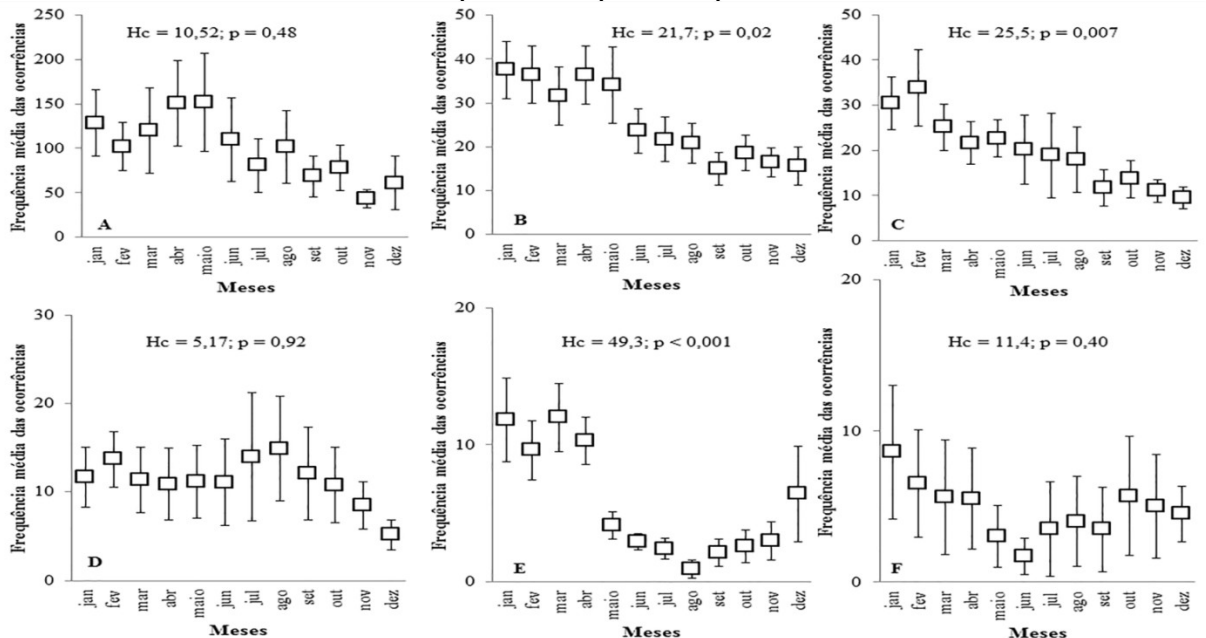 Hc = 10,52; p = 0,48
Frequência média das ocorrências
250
200
150
100
50
0
A
jan fev mar abr maio jun jul ago set out nov dez
Meses
Hc = 21,7; p = 0,02
Frequência média das ocorrências
50
40
30
20
10
0
B
jan fev mar abr maio jun jul ago set out nov dez
Meses
Hc = 25,5; p = 0,007
Frequência média das ocorrências
50
40
30
20
10
0
C
jan fev mar abr maio jun jul ago set out nov dez
Meses
Hc = 5,17; p = 0,92
Frequência média das ocorrências
30
20
10
0
D
jan fev mar abr maio jun jul ago set out nov dez
Meses
Hc = 49,3; p < 0,001
Frequência média das ocorrências
20
10
0
E
jan fev mar abr maio jun jul ago set out nov dez
Meses
Hc = 11,4; p = 0,40
Frequência média das ocorrências
20
10
0
F
jan fev mar abr maio jun jul ago set out nov dez
Meses